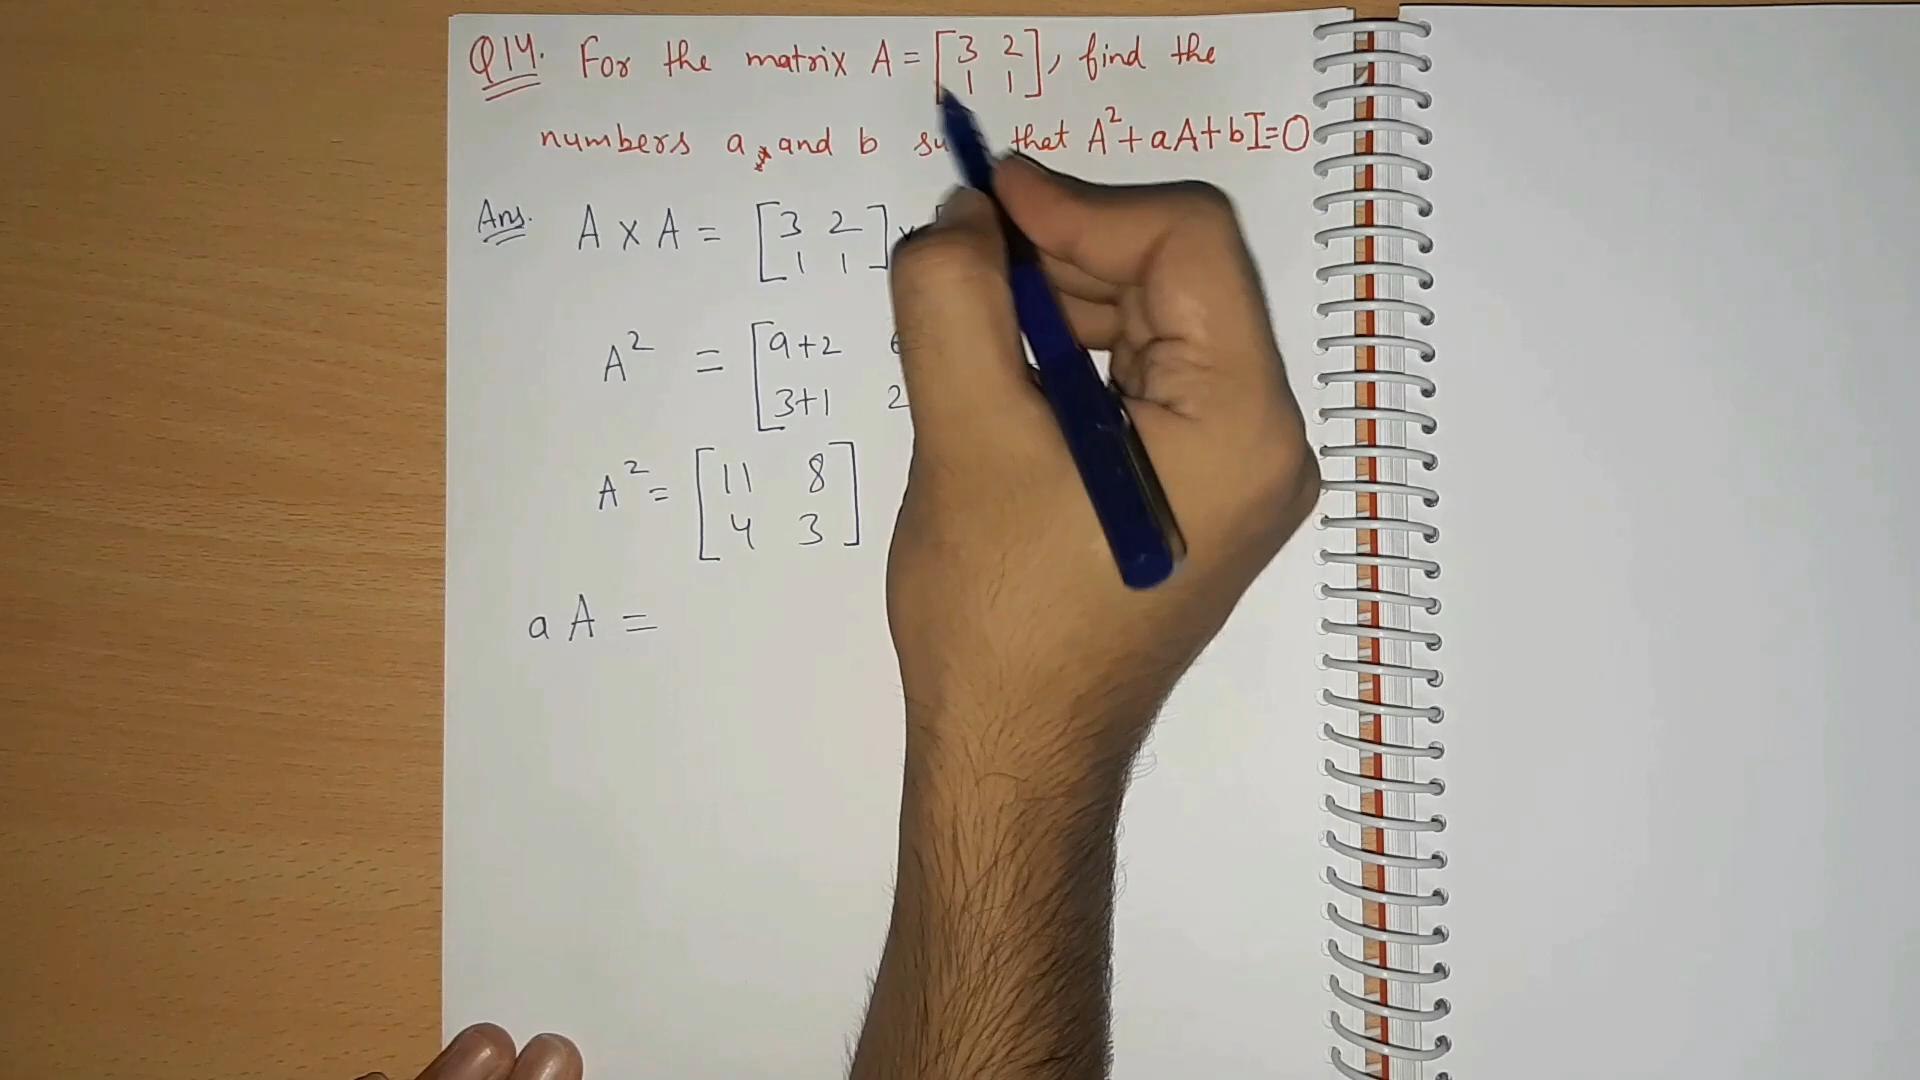 Q14. For the matrix A = [3 2], find the
1 1
numbers a, and b that A²+aA+bI=0
Ans. A x A = [3 2] x [
1 1
A² = [9+2
3+1 2
A² = [11 8]
4 3
aA =